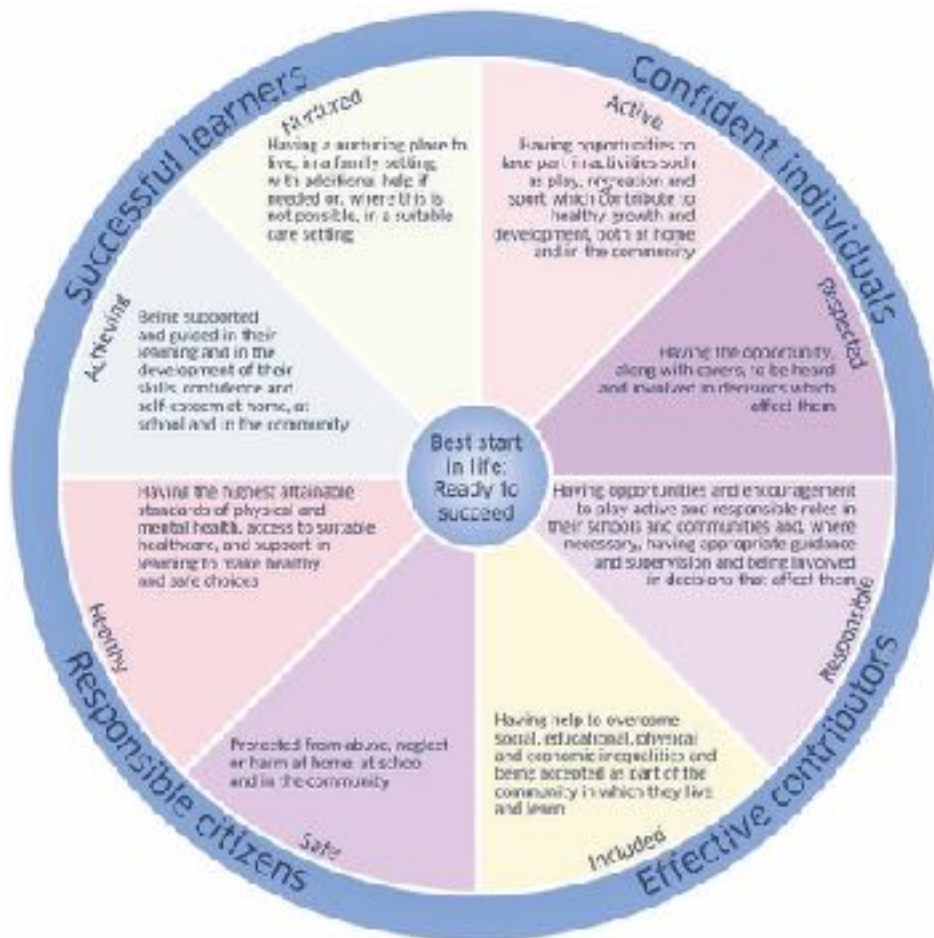 Successful learners
Confident individuals
Nurtured
Having a nurturing place to
live, in a family setting,
with additional help if
needed or, where this is
not possible, in a suitable
care setting
Active
Having opportunities to
take part in activities such
as play, recreation and
sport, which contribute to
healthy growth and
development, both at home
and in the community
Respected
Having the opportunity,
along with carers, to be heard
and involved in decisions which
affect them
Achieving
Being supported
and guided in their
learning and in the
development of their
skills, confidence and
self-esteem at home, at
school and in the community
Best start
in life:
Ready to
succeed
Having the highest attainable
standards of physical and
mental health, access to suitable
healthcare, and support in
learning to make healthy
and safe choices
Healthy
Having opportunities and encouragement
to play active and responsible roles in
their schools and communities and, where
necessary, having appropriate guidance
and supervision and being involved
in decisions that affect them
Responsible
Protected from abuse, neglect
or harm at home, at school
and in the community
Safe
Having help to overcome
social, educational, physical
and economic inequalities and
being accepted as part of the
community in which they live
and learn
Included
Responsible citizens
Effective contributors